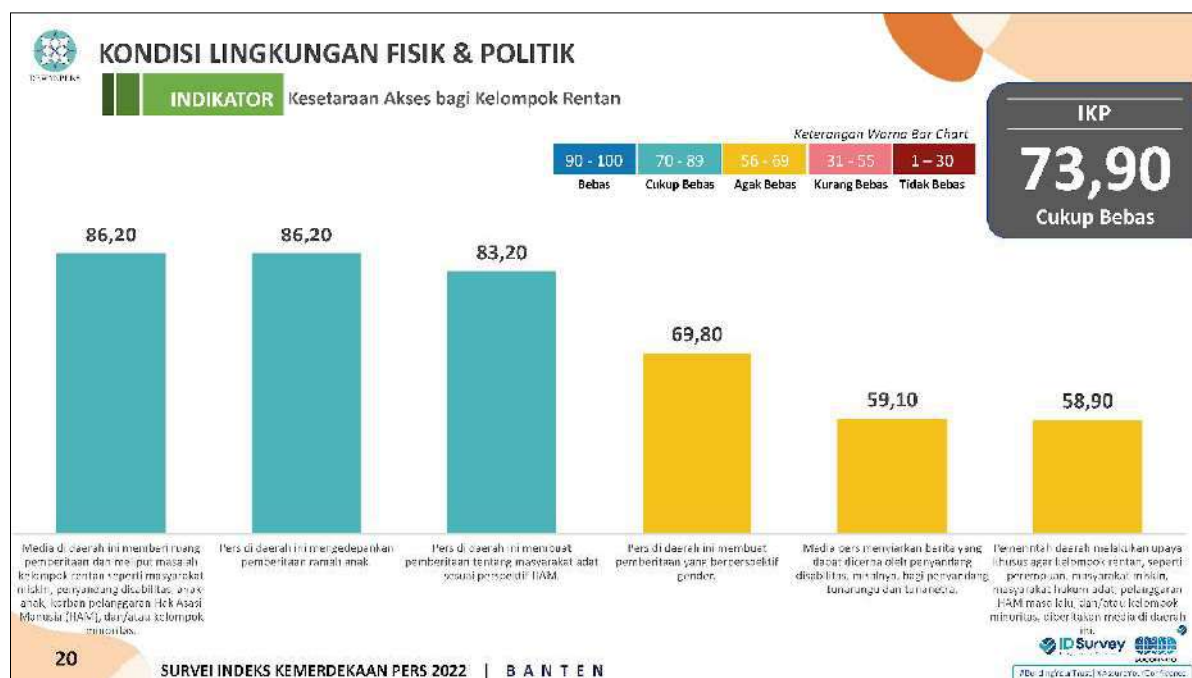 KONDISI LINGKUNGAN FISIK & POLITIK
INDIKATOR Kesetaraan Akses bagi Kelompok Rentan
IKP
73,90
Cukup Bebas
Keterangan Warna Bar Chart
90 - 100 70 - 89 56 - 69 31 - 55 1 – 30
Bebas Cukup Bebas Agak Bebas Kurang Bebas Tidak Bebas
86,20
86,20
83,20
69,80
59,10
58,90
Media di daerah ini memberi ruang
pemberitaan dan meliput masalah
kelompok rentan seperti masyarakat
miskin, penyandang disabilitas, anak-
anak, korban pelanggaran Hak Asasi
Manusia (HAM), dan/atau kelompok
minoritas.
Pers di daerah ini mengedepankan
pemberitaan ramah anak
Pers di daerah ini membuat
pemberitaan tentang masyarakat adat
sesuai perspektif HAM.
Pers di daerah ini membuat
pemberitaan yang berperspektif
gender.
Media pers menyiarkan berita yang
dapat dicerna oleh penyandang
disabilitas, misalnya, bagi penyandang
tunarungu dan tunanetra.
Pemerintah daerah melakukan upaya
khusus agar kelompok rentan, seperti
perempuan, masyarakat miskin,
masyarakat hukum adat, pelanggaran
HAM masa lalu, dan/atau kelompok
minoritas, diberitakan media di daerah
ini.
20
SURVEI INDEKS KEMERDEKAAN PERS 2022 | BANTEN
IDSurvey